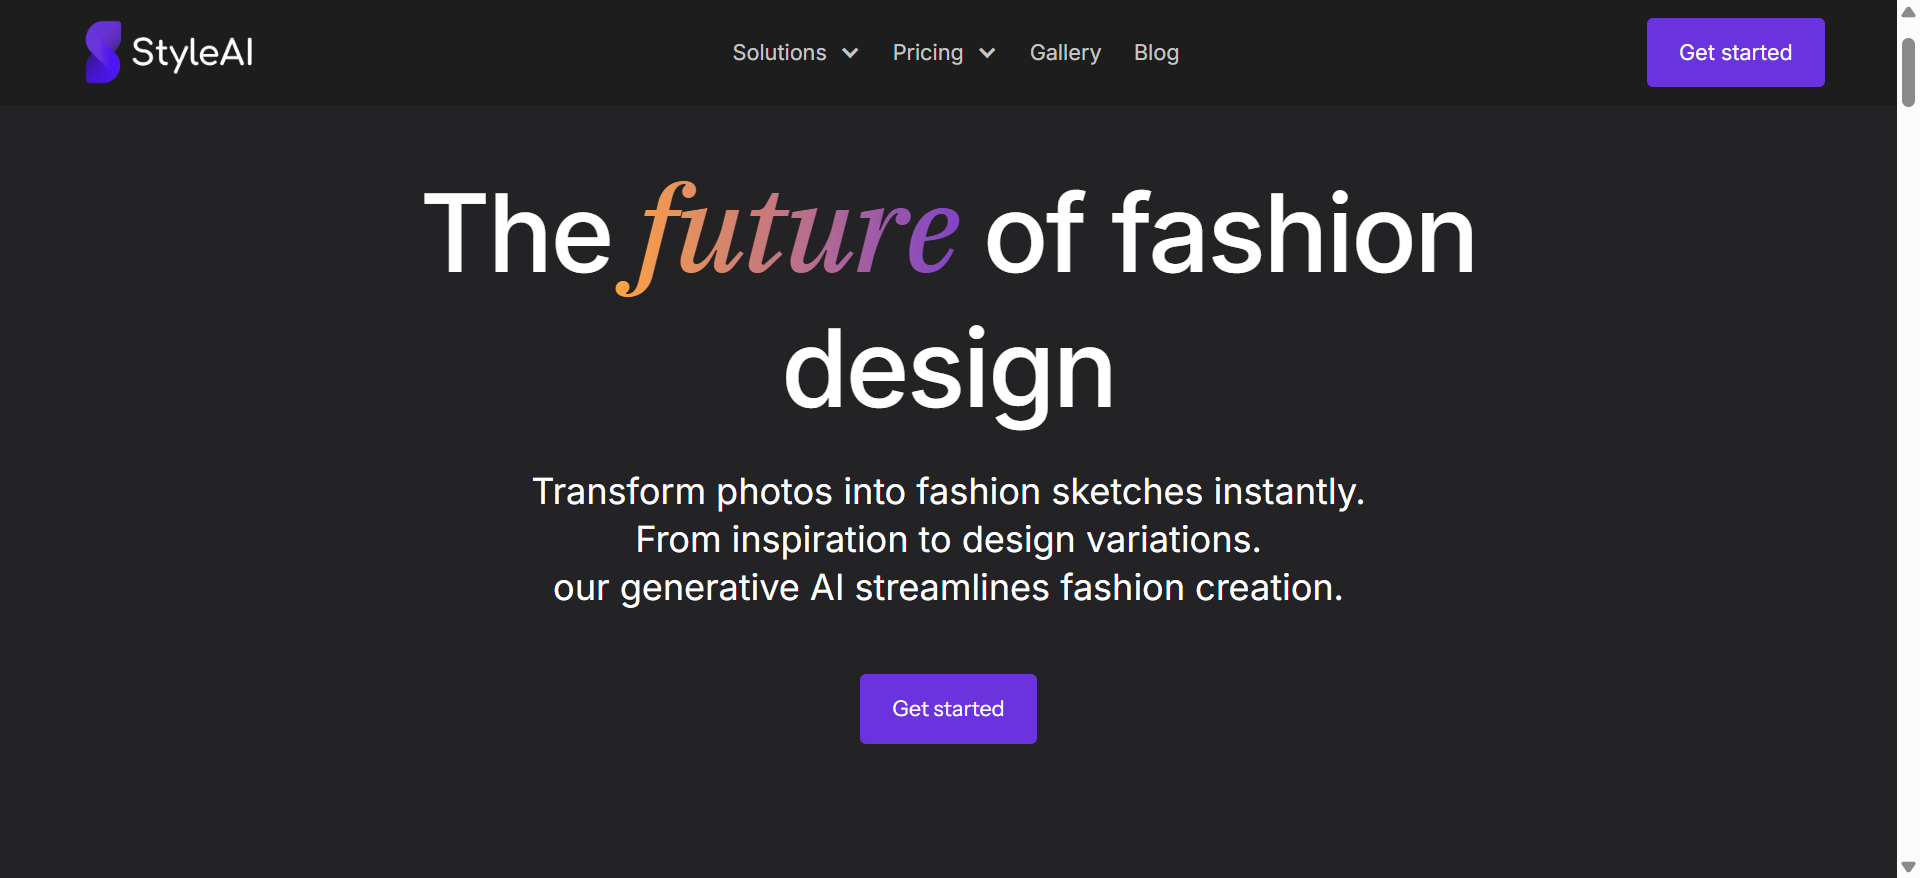 StyleAI
Solutions
Pricing
Gallery
Blog
Get started
The future of fashion
design
Transform photos into fashion sketches instantly.
From inspiration to design variations.
our generative AI streamlines fashion creation.
Get started